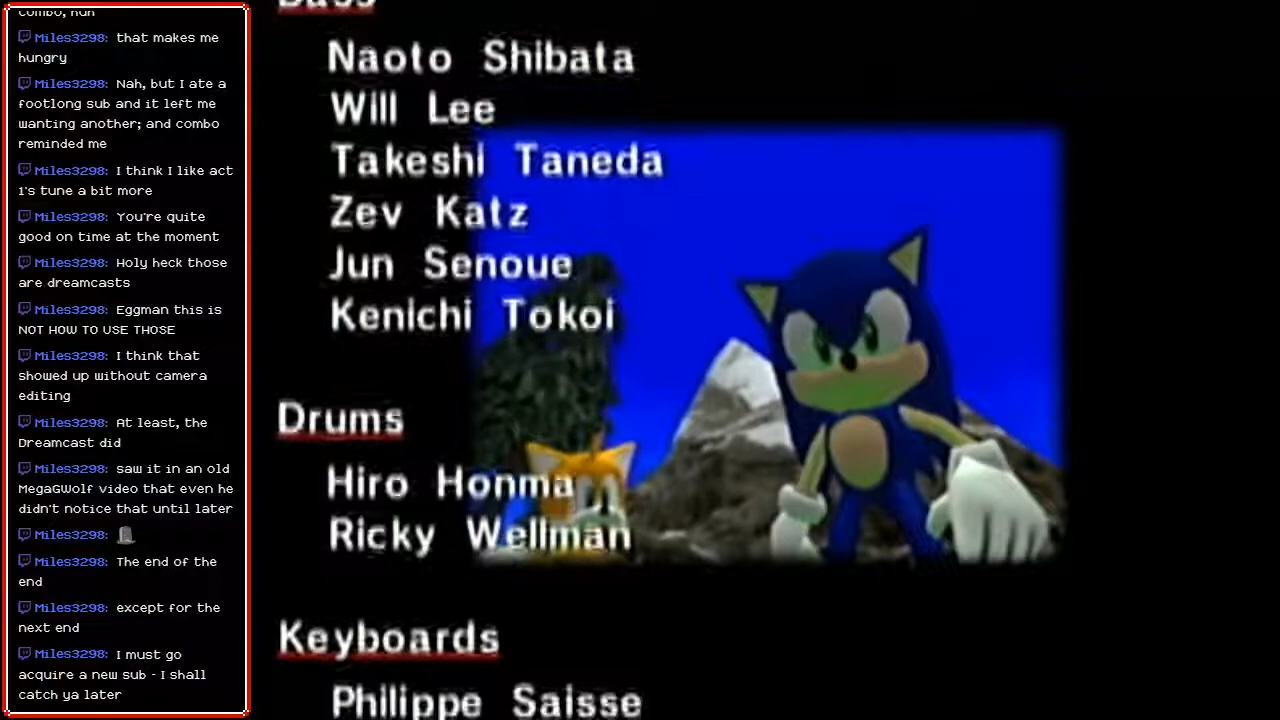 combo, huh
Miles3298: that makes me
hungry
Miles3298: Nah, but I ate a
footlong sub and it left me
wanting another; and combo
reminded me
Miles3298: I think I like act
1's tune a bit more
Miles3298: You're quite
good on time at the moment
Miles3298: Holy heck those
are dreamcasts
Miles3298: Eggman this is
NOT HOW TO USE THOSE
Miles3298: I think that
showed up without camera
editing
Miles3298: At least, the
Dreamcast did
Miles3298: saw it in an old
MegaGWolf video that even he
didn't notice that until later
Miles3298:
Miles3298: The end of the
end
Miles3298: except for the
next end
Miles3298: I must go
acquire a new sub - I shall
catch ya later
Bass
Naoto Shibata
Will Lee
Takeshi Taneda
Zev Katz
Jun Senoue
Kenichi Tokoi
Drums
Hiro Honma
Ricky Wellman
Keyboards
Philippe Saisse